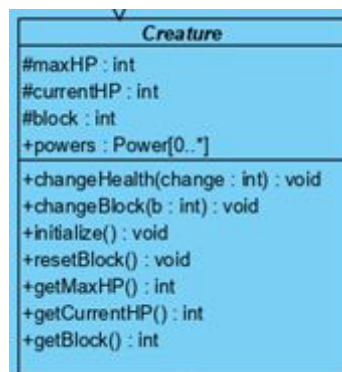 Creature
#maxHP : int
#currentHP : int
#block : int
+powers : Power[0..*]
+changeHealth(change : int) : void
+changeBlock(b : int) : void
+initialize() : void
+resetBlock() : void
+getMaxHP() : int
+getCurrentHP() : int
+getBlock() : int